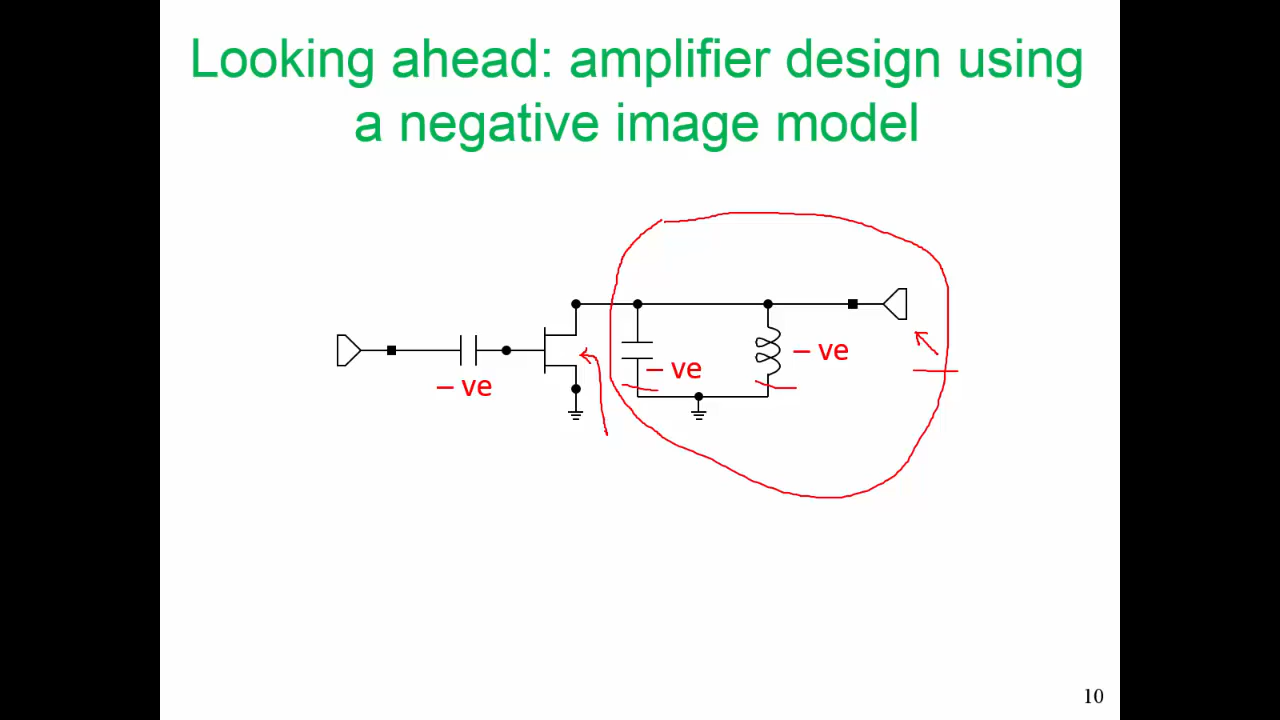 Looking ahead: amplifier design using
a negative image model
– ve
– ve
– ve
10